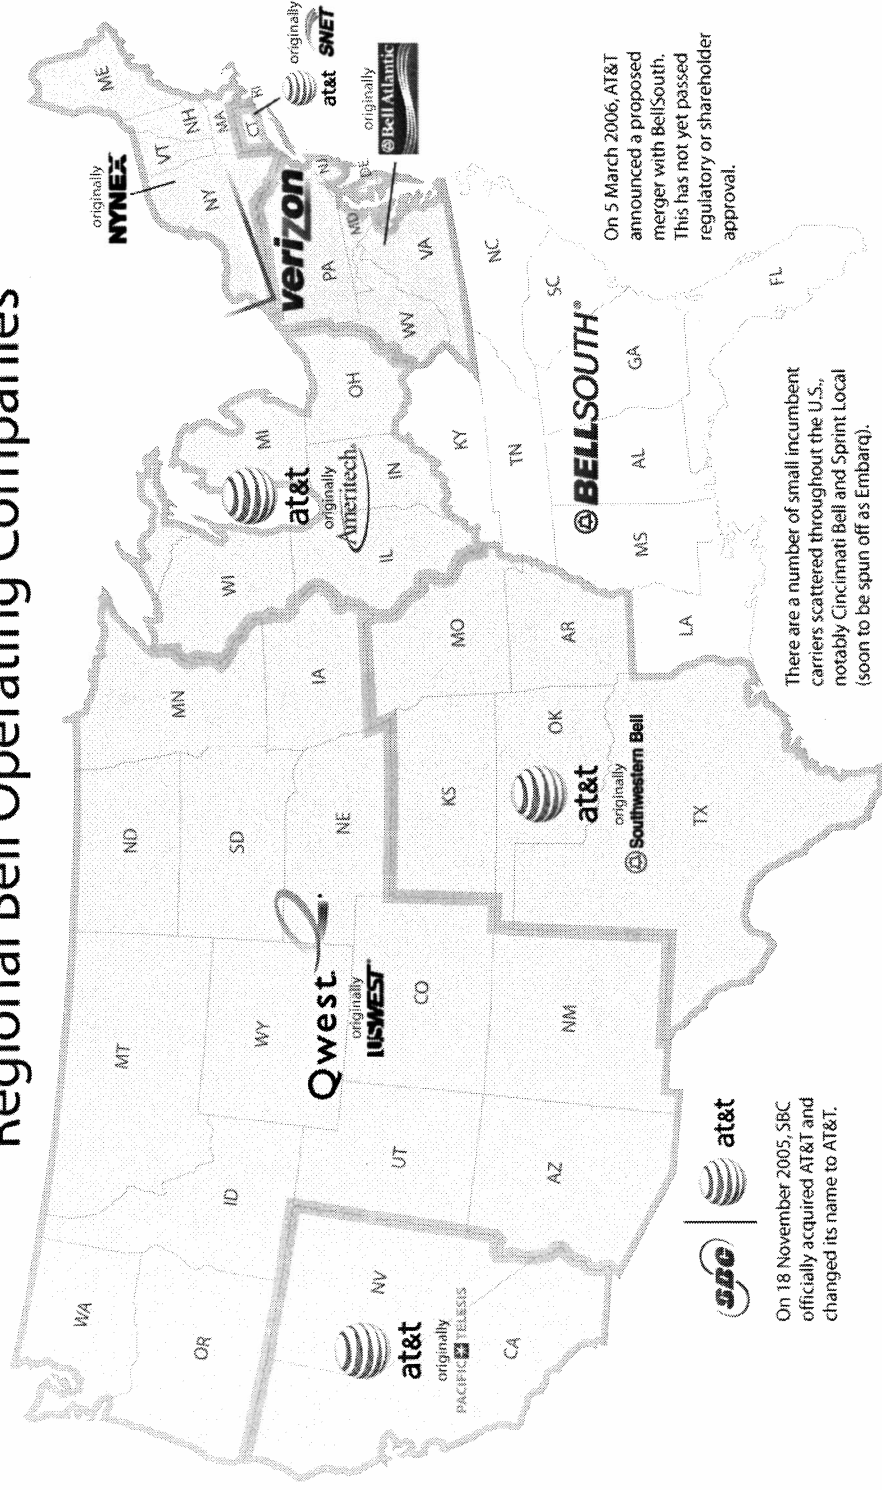 Regional Bell Operating Companies
WA
OR
ID
MT
WY
ND
SD
NE
MN
IA
WI
MI
IL
IN
OH
originally
NYNEX
ME
VT
NH
MA
NY
CT
RI
at&t
originally
SNET
verizon
originally
Bell Atlantic
PA
NJ
DE
MD
WV
VA
at&t
originally
Ameritech
Qwest
originally
USWEST
UT
CO
AZ
NM
at&t
originally
PACIFIC TELESIS
NV
CA
at&t
originally
Southwestern Bell
KS
MO
OK
AR
TX
BELLSOUTH®
KY
TN
NC
SC
MS
AL
GA
LA
FL
SBC
at&t
On 18 November 2005, SBC
officially acquired AT&T and
changed its name to AT&T.
There are a number of small incumbent
carriers scattered throughout the U.S.,
notably Cincinnati Bell and Sprint Local
(soon to be spun off as Embarq).
On 5 March 2006, AT&T
announced a proposed
merger with BellSouth.
This has not yet passed
regulatory or shareholder
approval.